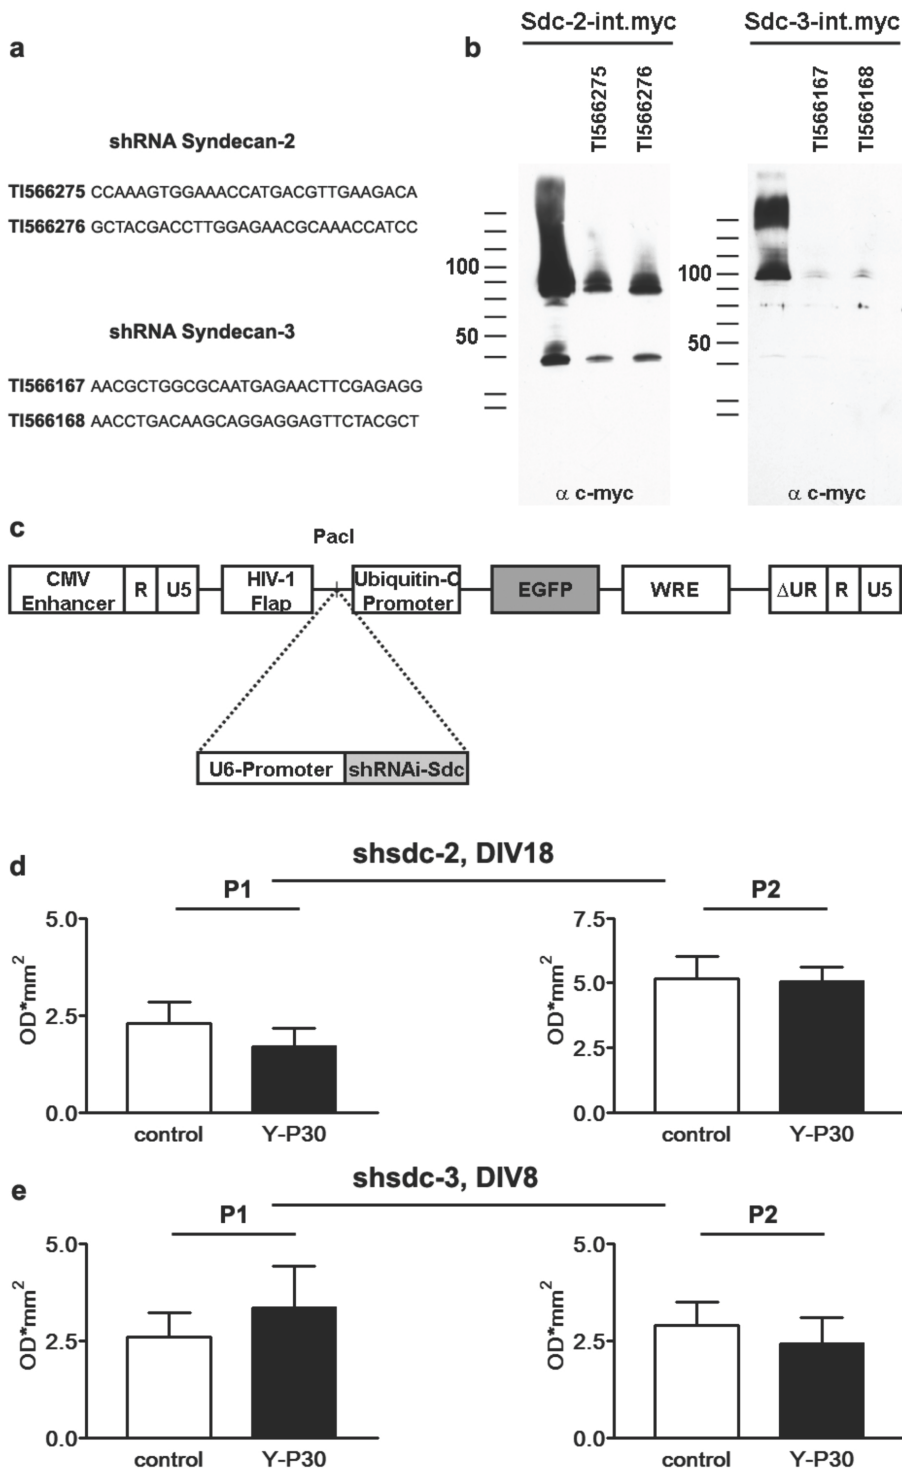 a
shRNA Syndecan-2
TI566275 CCAAAGTGGAAACCATGACGTTGAAGACA
TI566276 GCTACGACCTTGGAGAACGCAAACCATCC
shRNA Syndecan-3
TI566167 AACGCTGGCGCAATGAGAACTTCGAGAGG
TI566168 AACCTGACAAGCAGGAGGAGTTCTACGCT
b
Sdc-2-int.myc
TI566275
TI566276
100
50
α c-myc
Sdc-3-int.myc
TI566167
TI566168
100
50
α c-myc
c
PacI
CMV
Enhancer
R
U5
HIV-1
Flap
Ubiquitin-C
Promoter
EGFP
WRE
ΔUR
R
U5
U6-Promoter
shRNAi-Sdc
d
shsdc-2, DIV18
P1
5.0
2.5
0.0
OD*mm²
control
Y-P30
P2
7.5
5.0
2.5
0.0
OD*mm²
control
Y-P30
e
shsdc-3, DIV8
P1
5.0
2.5
0.0
OD*mm²
control
Y-P30
P2
5.0
2.5
0.0
OD*mm²
control
Y-P30